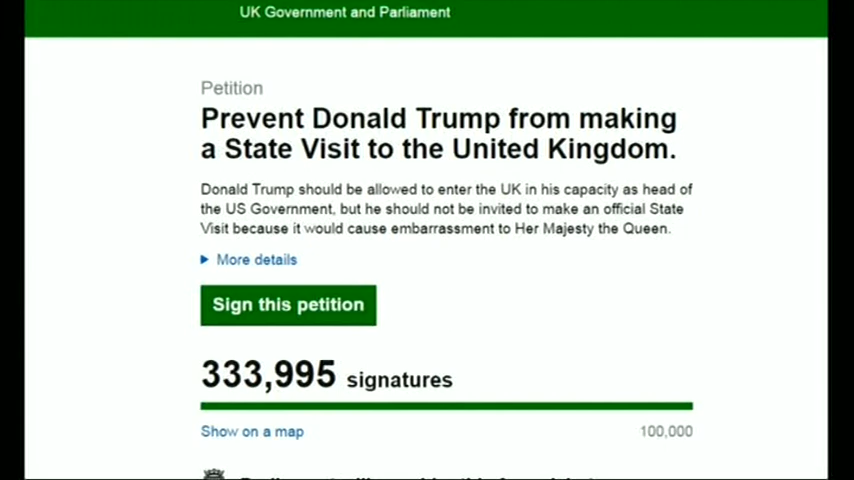 UK Government and Parliament
Petition
Prevent Donald Trump from making
a State Visit to the United Kingdom.
Donald Trump should be allowed to enter the UK in his capacity as head of
the US Government, but he should not be invited to make an official State
Visit because it would cause embarrassment to Her Majesty the Queen.
More details
Sign this petition
333,995 signatures
Show on a map 100,000